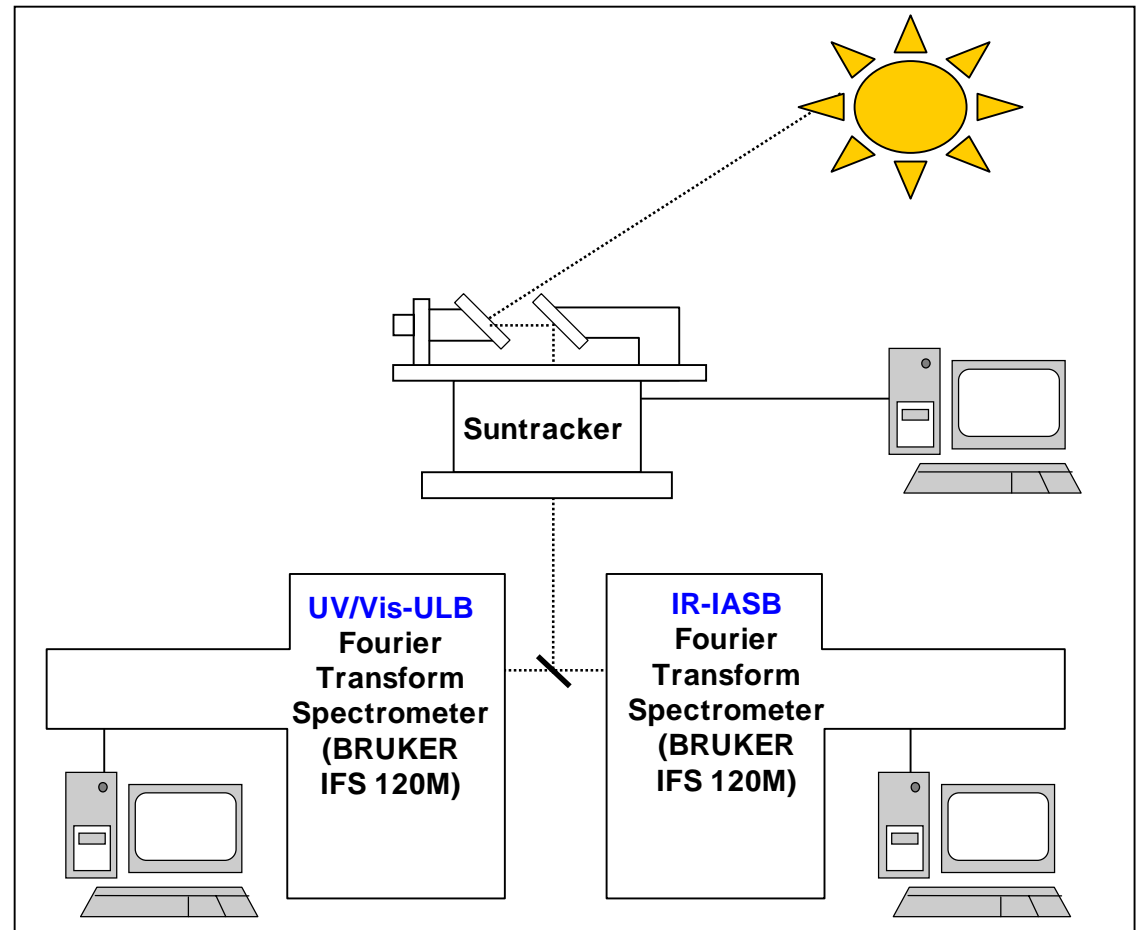 Suntracker
UV/Vis-ULB
Fourier
Transform
Spectrometer
(BRUKER
IFS 120M)
IR-IASB
Fourier
Transform
Spectrometer
(BRUKER
IFS 120M)